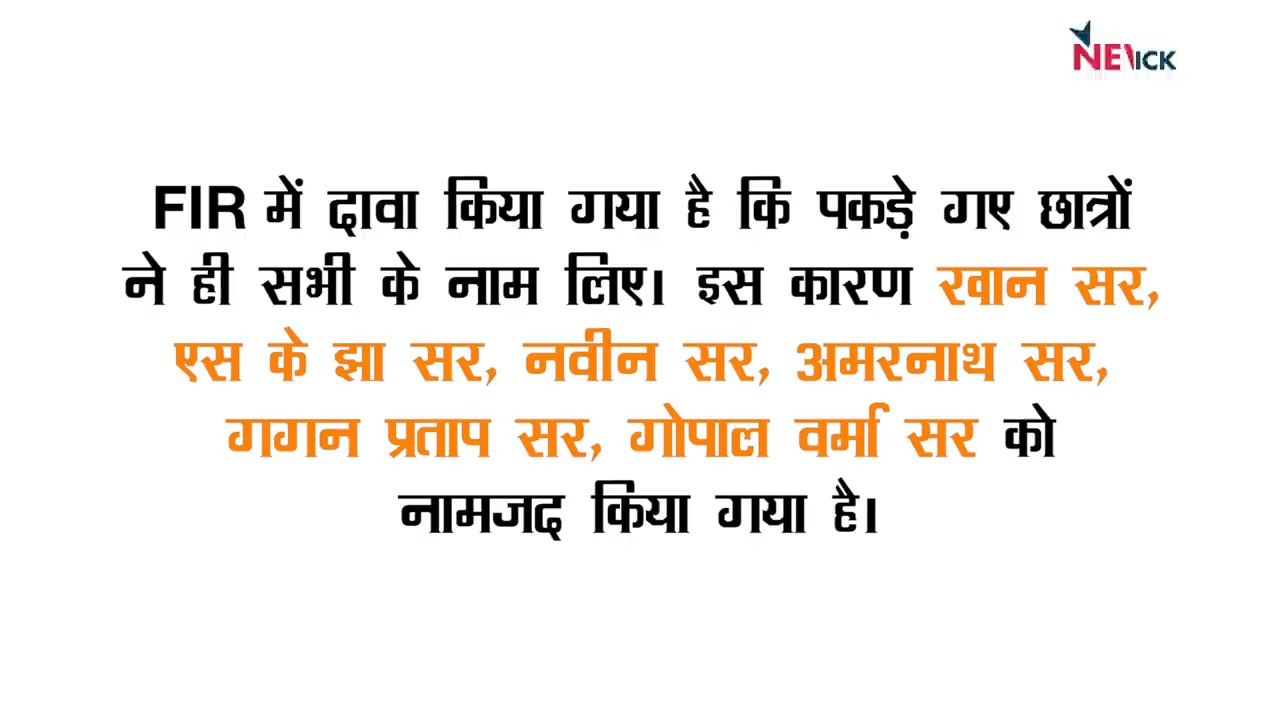 FIR में दावा किया गया है कि पकड़े गए छात्रों
ने ही सभी के नाम लिए। इस कारण खान सर,
एस के झा सर, नवीन सर, अमरनाथ सर,
गगन प्रताप सर, गोपाल वर्मा सर को
नामजद किया गया है।